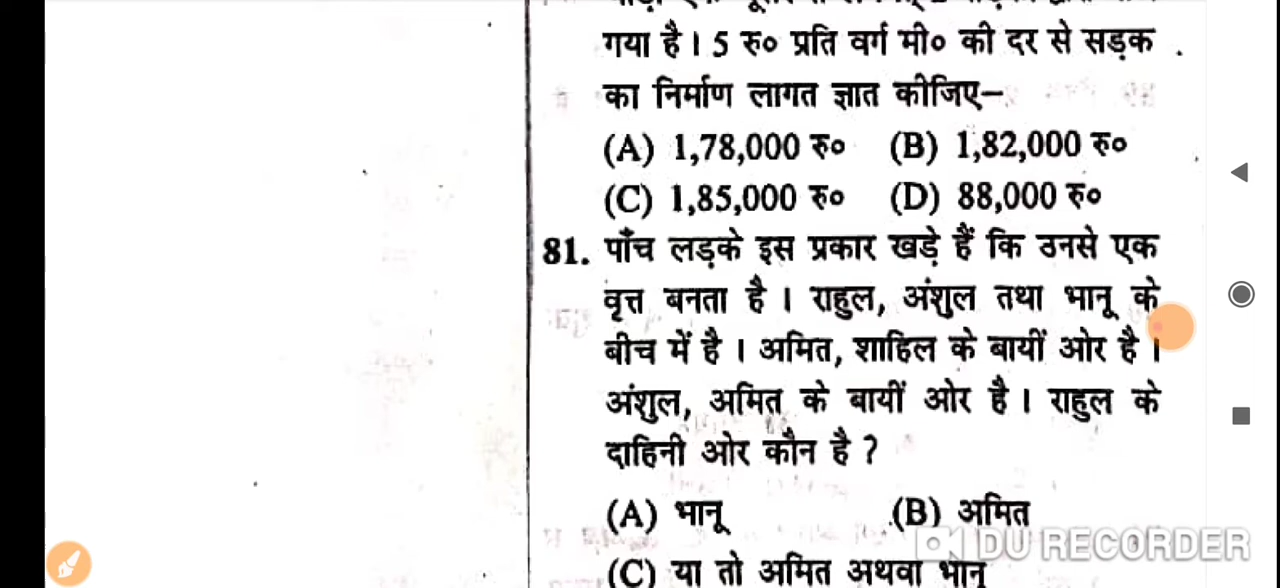 गया है । 5 रु० प्रति वर्ग मी० की दर से सड़क .
का निर्माण लागत ज्ञात कीजिए–
(A) 1,78,000 रु० (B) 1,82,000 रु०
(C) 1,85,000 रु० (D) 88,000 रु०
81. पाँच लड़के इस प्रकार खड़े हैं कि उनसे एक
वृत्त बनता है । राहुल, अंशुल तथा भानू के
बीच में है । अमित, शाहिल के बायीं ओर है ।
अंशुल, अमित के बायीं ओर है । राहुल के
दाहिनी ओर कौन है ?
(A) भानू (B) अमित
DU RECORDER
(C) या तो अमित अथवा भानू